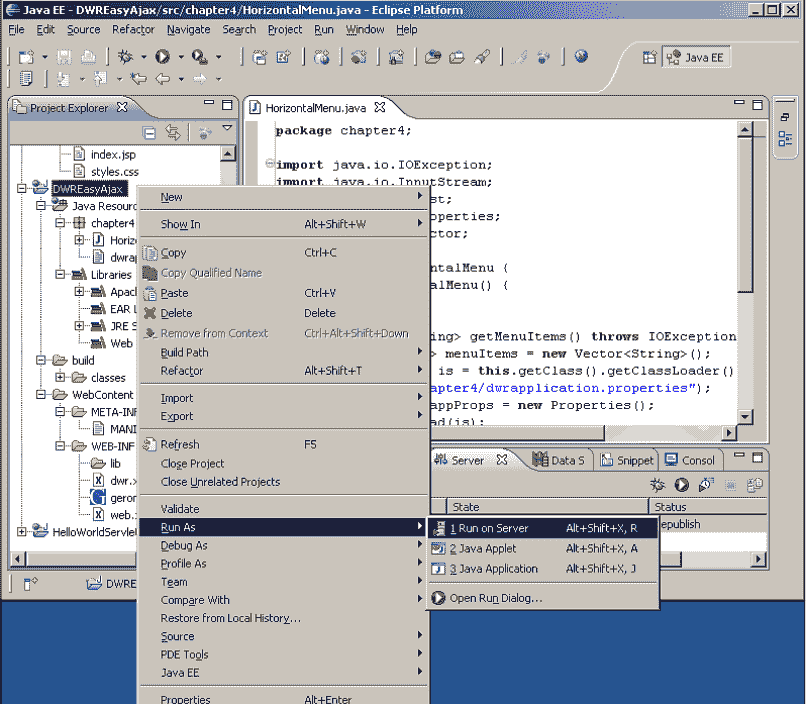 Java EE - DWREasyAjax/src/chapter4/HorizontalMenu.java - Eclipse Platform
File Edit Source Refactor Navigate Search Project Run Window Help
Java EE
Project Explorer
HorizontalMenu.java
index.jsp
styles.css
DWREasyAjax
Java Resourc
chapter4
Horiz
dwrap
Libraries
Apac
EAR L
JRE S
Web
build
classes
WebContent
META-INF
MANI
WEB-INF
lib
dwr.x
geron
web.
HelloWorldServlet
DWRE
package chapter4;
import java.io.IOException;
import java.io.InputStream;
st;
operties;
ctor;
ntalMenu {
alMenu() {
ing> getMenuItems() throws IOException
> menuItems = new Vector<String>();
is = this.getClass().getClassLoader()
apter4/dwrapplication.properties");
appProps = new Properties();
ad(is);
New
Show In Alt+Shift+W
Copy Ctrl+C
Copy Qualified Name
Paste Ctrl+V
Delete Delete
Remove from Context Ctrl+Alt+Shift+Down
Build Path
Refactor Alt+Shift+T
Import
Export
Refresh F5
Close Project
Close Unrelated Projects
Validate
Run As
Debug As
Profile As
Team
Compare With
Restore from Local History...
Source
PDE Tools
Java EE
Properties Alt+Enter
Server Data S Snippet Consol
State Status
epublish
1 Run on Server Alt+Shift+X, R
2 Java Applet Alt+Shift+X, A
3 Java Application Alt+Shift+X, J
Open Run Dialog...